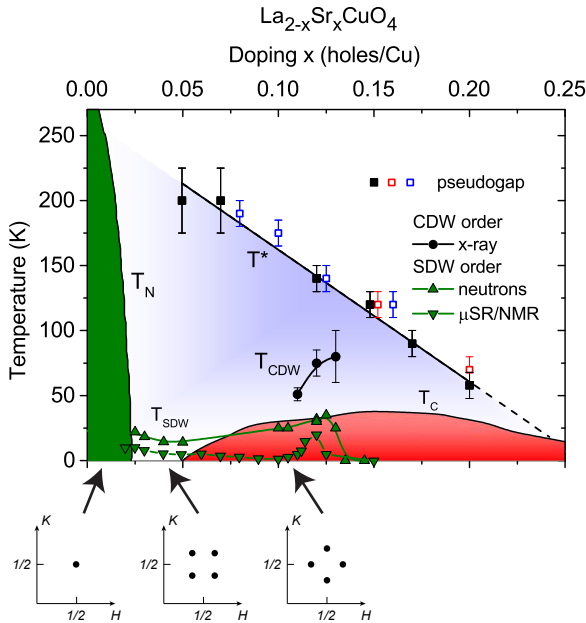 La2-xSrxCuO4
Doping x (holes/Cu)
0.00 0.05 0.10 0.15 0.20 0.25
Temperature (K)
250
200
150
100
50
0
pseudogap
CDW order
x-ray
SDW order
neutrons
μSR/NMR
T*
TN
TCDW
TC
TSDW
K
1/2
1/2 H
K
1/2
1/2 H
K
1/2
1/2 H